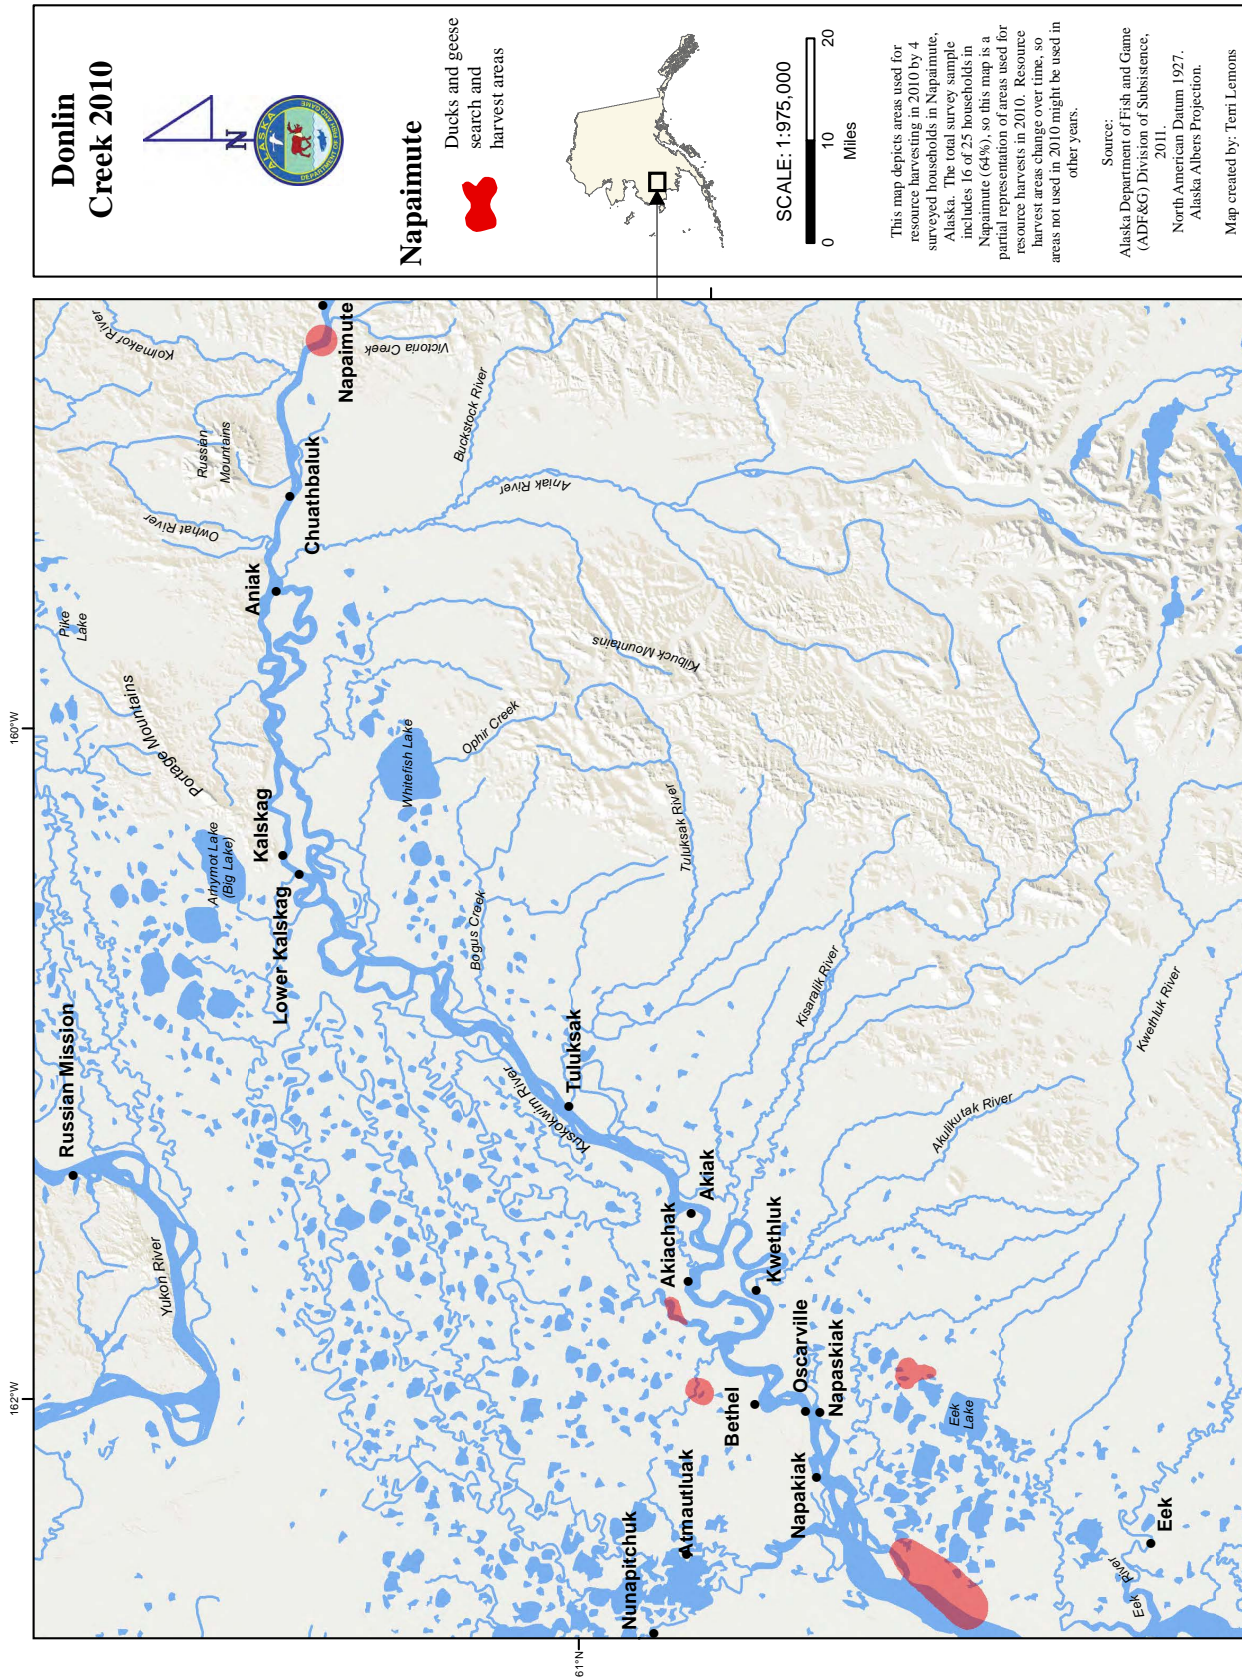 Donlin
Creek 2010
N
ALASKA
DEPARTMENT OF FISH AND GAME
Napaimute
Ducks and geese
search and
harvest areas
SCALE: 1:975,000
0
10
20
Miles
This map depicts areas used for
resource harvesting in 2010 by 4
surveyed households in Napaimute,
Alaska. The total survey sample
includes 16 of 25 households in
Napaimute (64%), so this map is a
partial representation of areas used for
resource harvests in 2010. Resource
harvest areas change over time, so
areas not used in 2010 might be used in
other years.
Source:
Alaska Department of Fish and Game
(ADF&G) Division of Subsistence,
2011.
North American Datum 1927.
Alaska Albers Projection.
Map created by: Terri Lemons
162°W
160°W
61°N
Russian Mission
Yukon River
Pike
Lake
Portage Mountains
Arhymot Lake
(Big Lake)
Kalskag
Lower Kalskag
Aniak
Owhat River
Russian
Mountains
Kolmakof River
Chuathbaluk
Napaimute
Victoria Creek
Buckstock River
Aniak River
Whitefish Lake
Ophir Creek
Kilbuck Mountains
Bogus Creek
Tuluksak River
Kuskokwim River
Tuluksak
Kisaralik River
Akiak
Akiachak
Kwethluk
Akulikutak River
Kwethluk River
Bethel
Oscarville
Napaskiak
Napakiak
Atmautluak
Nunapitchuk
Eek
Lake
Eek
Eek River